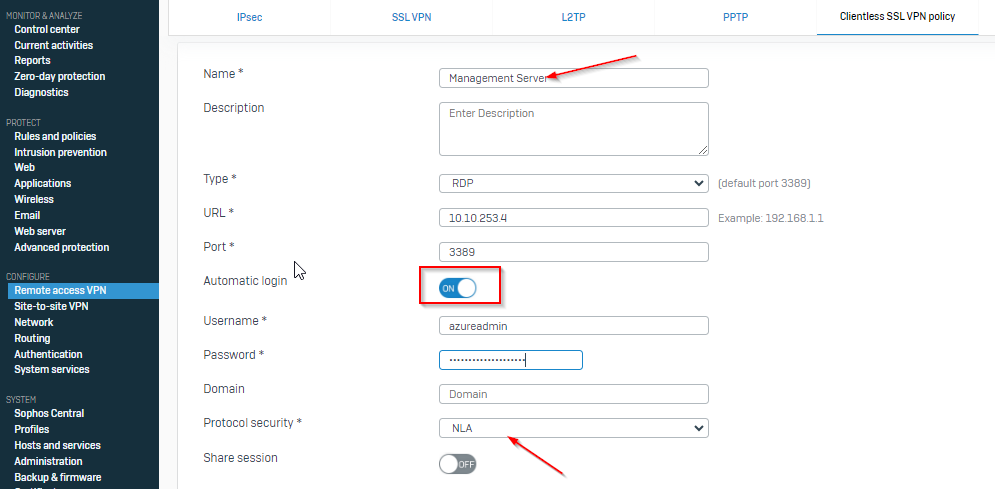 MONITOR & ANALYZE
Control center
Current activities
Reports
Zero-day protection
Diagnostics
PROTECT
Rules and policies
Intrusion prevention
Web
Applications
Wireless
Email
Web server
Advanced protection
CONFIGURE
Remote access VPN
Site-to-site VPN
Network
Routing
Authentication
System services
SYSTEM
Sophos Central
Profiles
Hosts and services
Administration
Backup & firmware
IPsec SSL VPN L2TP PPTP Clientless SSL VPN policy
Name * Management Server
Description Enter Description
Type * RDP (default port 3389)
URL * 10.10.253.4 Example: 192.168.1.1
Port * 3389
Automatic login ON
Username * azureadmin
Password * ····················
Domain Domain
Protocol security * NLA
Share session OFF